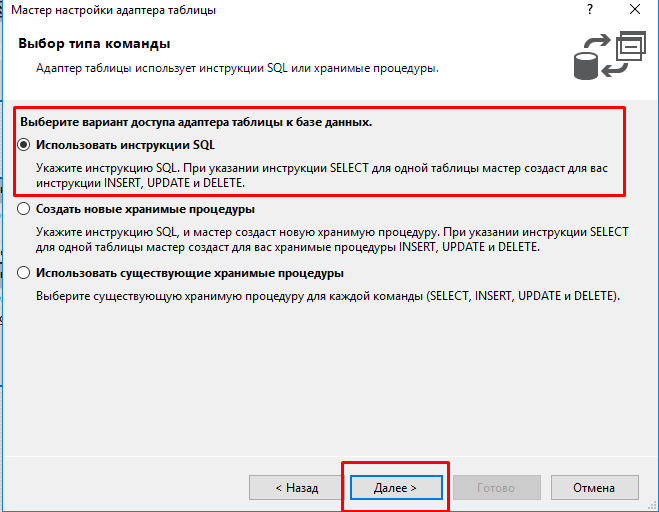 Мастер настройки адаптера таблицы
?
Выбор типа команды
Адаптер таблицы использует инструкции SQL или хранимые процедуры.
Выберите вариант доступа адаптера таблицы к базе данных.
Использовать инструкции SQL
Укажите инструкцию SQL. При указании инструкции SELECT для одной таблицы мастер создаст для вас
инструкции INSERT, UPDATE и DELETE.
Создать новые хранимые процедуры
Укажите инструкцию SQL, и мастер создаст новую хранимую процедуру. При указании инструкции SELECT
для одной таблицы мастер создаст для вас хранимые процедуры INSERT, UPDATE и DELETE.
Использовать существующие хранимые процедуры
Выберите существующую хранимую процедуру для каждой команды (SELECT, INSERT, UPDATE и DELETE).
< Назад
Далее >
Готово
Отмена